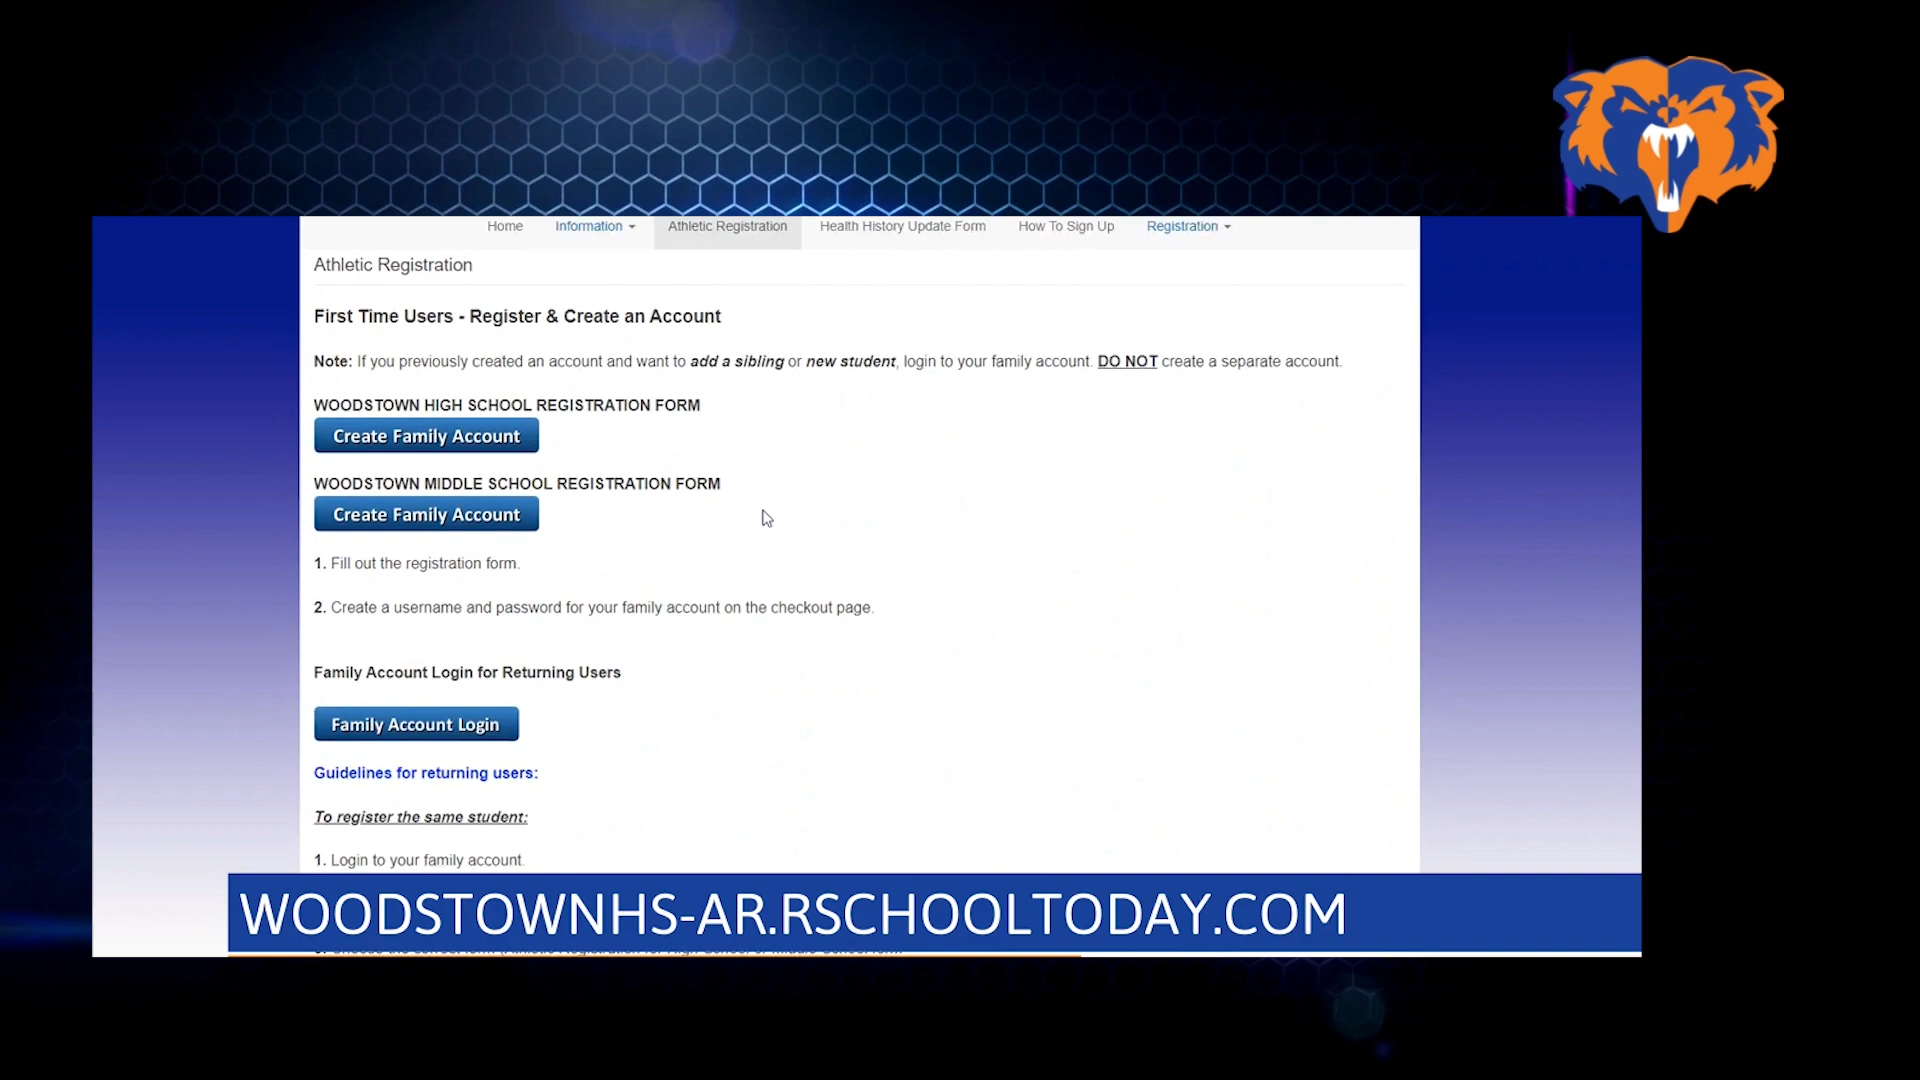 Home Information Athletic Registration Health History Update Form How To Sign Up Registration
Athletic Registration
First Time Users - Register & Create an Account
Note: If you previously created an account and want to add a sibling or new student, login to your family account. DO NOT create a separate account.
WOODSTOWN HIGH SCHOOL REGISTRATION FORM
Create Family Account
WOODSTOWN MIDDLE SCHOOL REGISTRATION FORM
Create Family Account
1. Fill out the registration form.
2. Create a username and password for your family account on the checkout page.
Family Account Login for Returning Users
Family Account Login
Guidelines for returning users:
To register the same student:
1. Login to your family account.
WOODSTOWNHS-AR.RSCHOOLTODAY.COM